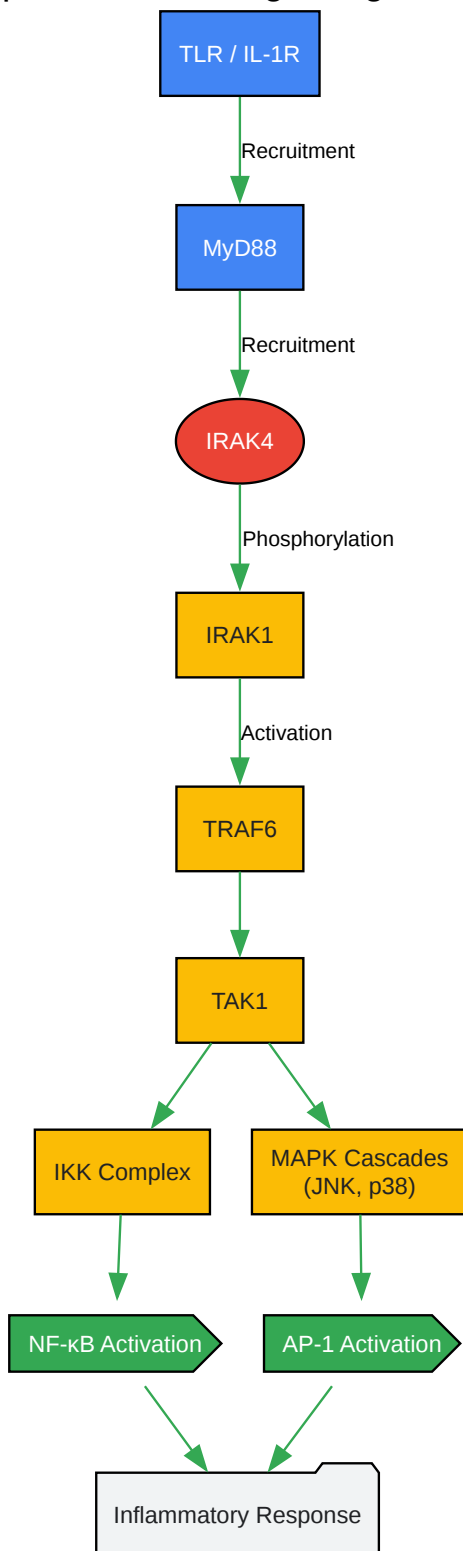 TLR / IL-1R
Recruitment
MyD88
Recruitment
IRAK4
Phosphorylation
IRAK1
Activation
TRAF6
TAK1
IKK Complex
MAPK Cascades
(JNK, p38)
NF-κB Activation
AP-1 Activation
Inflammatory Response